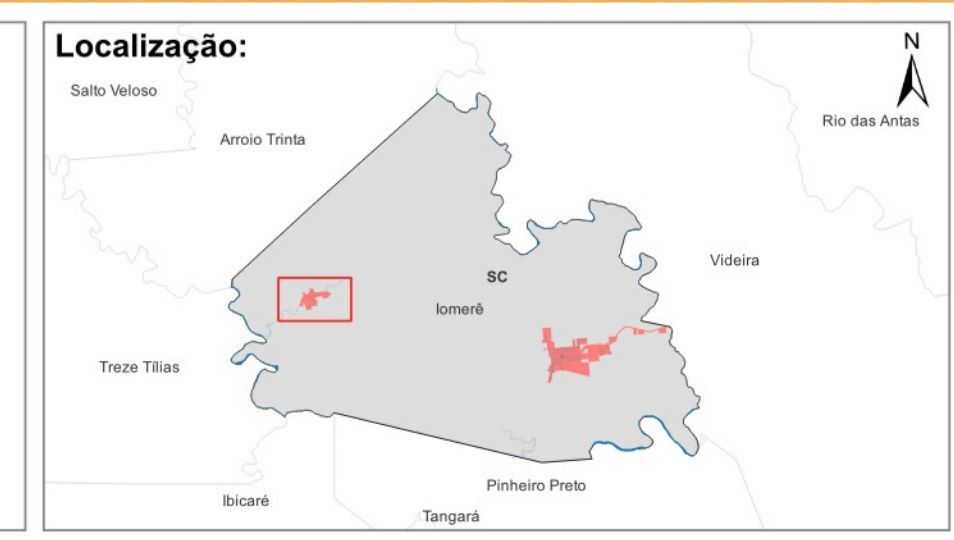 Localização:
N
Salto Veloso
Rio das Antas
Arroio Trinta
Videira
SC
Iomerê
Treze Tílias
Pinheiro Preto
Ibicaré
Tangará